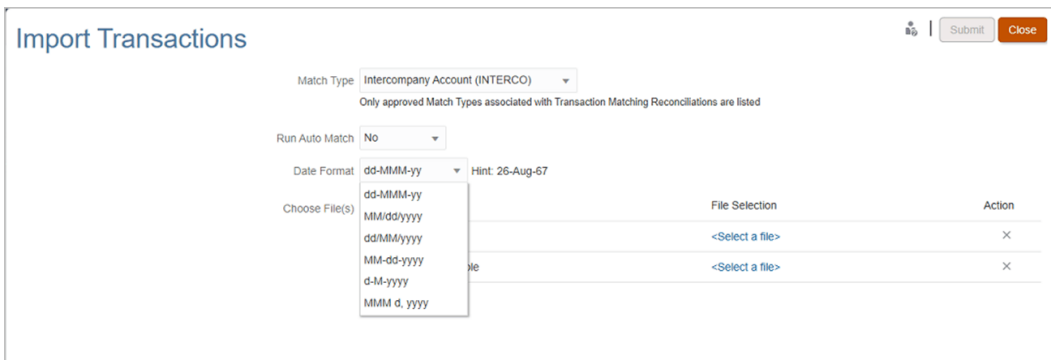 Import Transactions
Submit
Close
Match Type Intercompany Account (INTERCO)
Only approved Match Types associated with Transaction Matching Reconciliations are listed
Run Auto Match No
Date Format dd-MMM-yy Hint: 26-Aug-67
dd-MMM-yy
MM/dd/yyyy
dd/MM/yyyy
MM-dd-yyyy
d-M-yyyy
MMM d, yyyy
Choose File(s)
File Selection Action
<Select a file>
<Select a file>